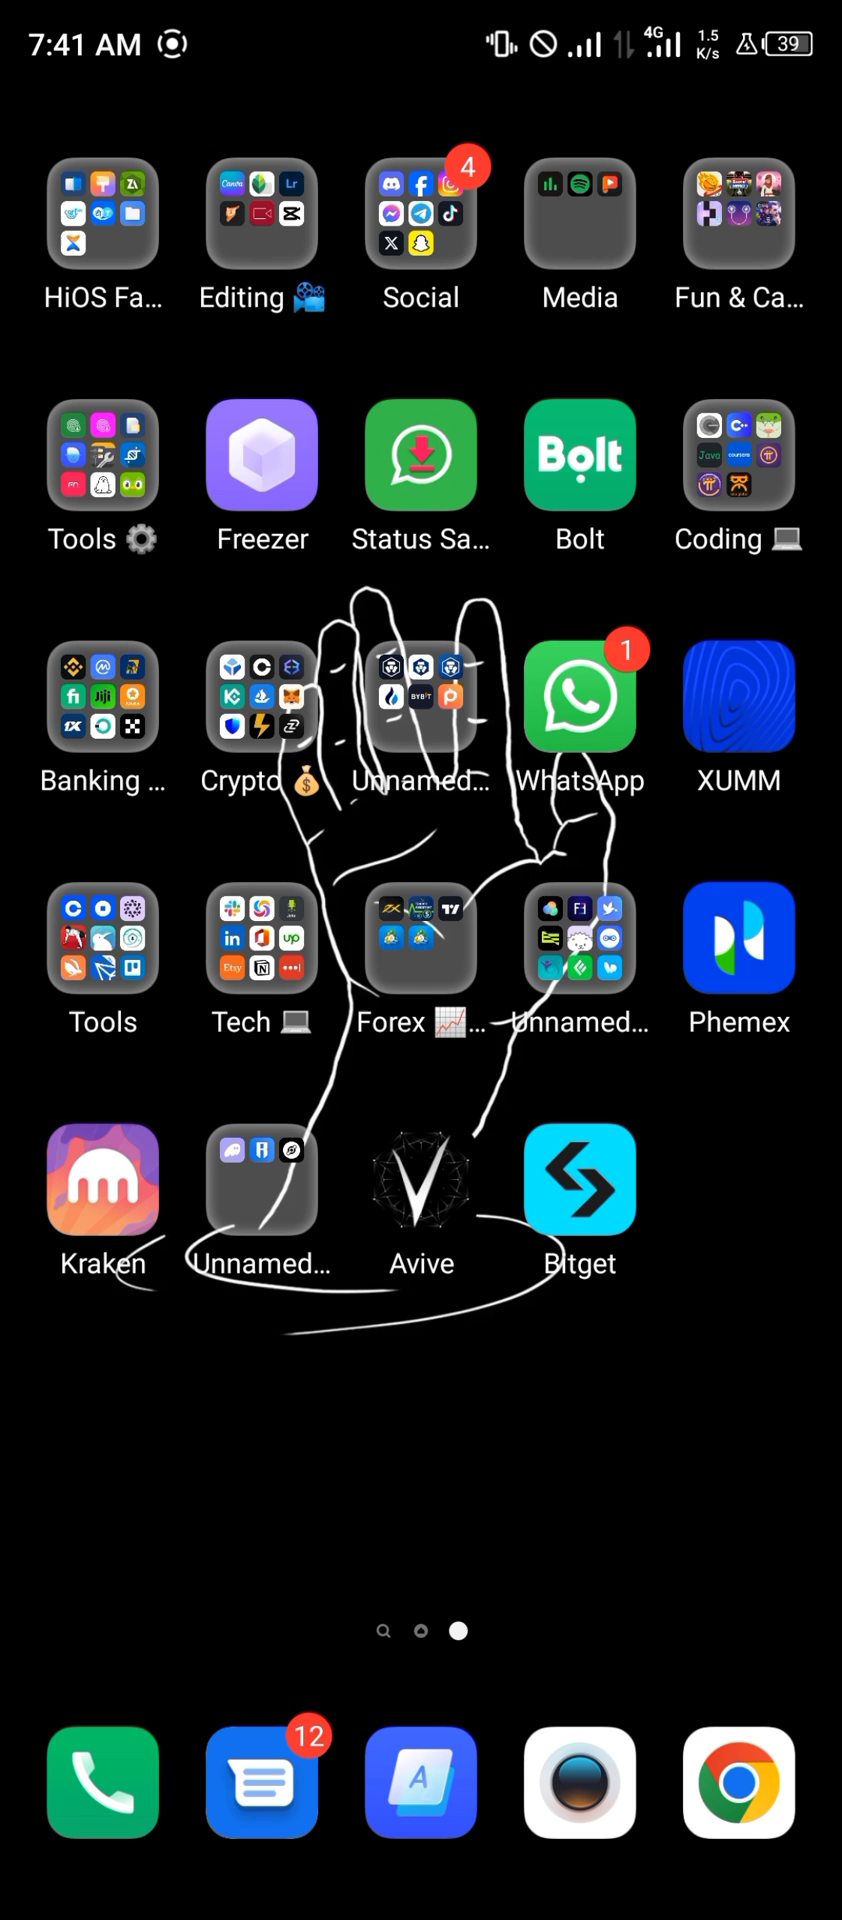 7:41 AM 4G 1.5 K/s 39
4
HiOS Fa... Editing 🎥 Social Media Fun & Ca...
Bolt
Tools ⚙️ Freezer Status Sa... Bolt Coding 💻
1
Banking ... Crypto 💰 Unnamed... WhatsApp XUMM
Tools Tech 💻 Forex 📈... Unnamed... Phemex
Kraken Unnamed... Avive Bitget
12
A